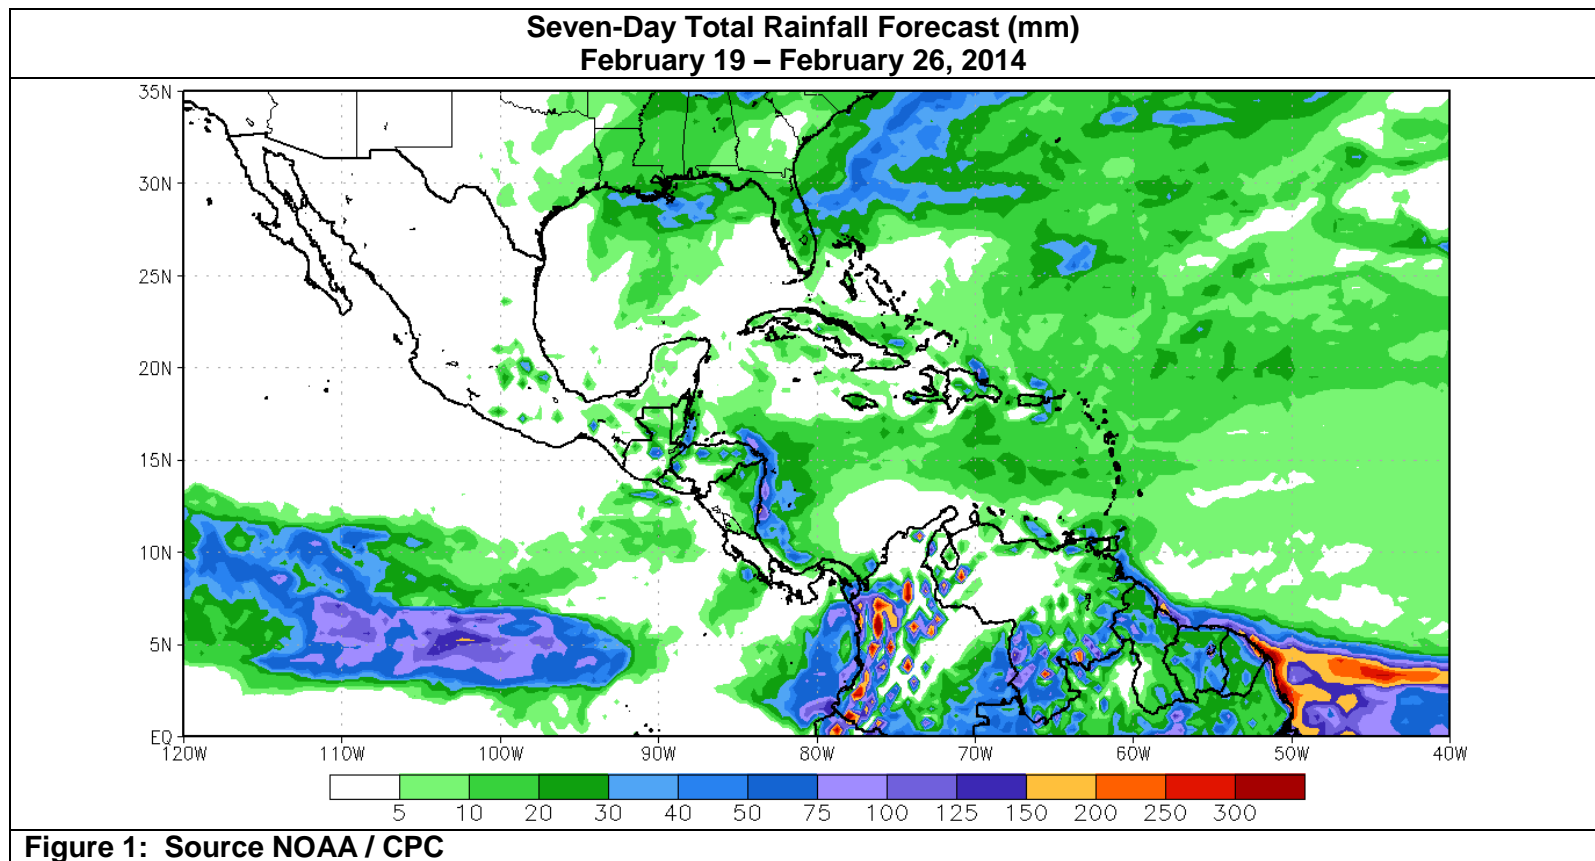 Seven-Day Total Rainfall Forecast (mm)
February 19 – February 26, 2014
35N
30N
25N
20N
15N
10N
5N
EQ
120W 110W 100W 90W 80W 70W 60W 50W 40W
5 10 20 30 40 50 75 100 125 150 200 250 300
Figure 1: Source NOAA / CPC